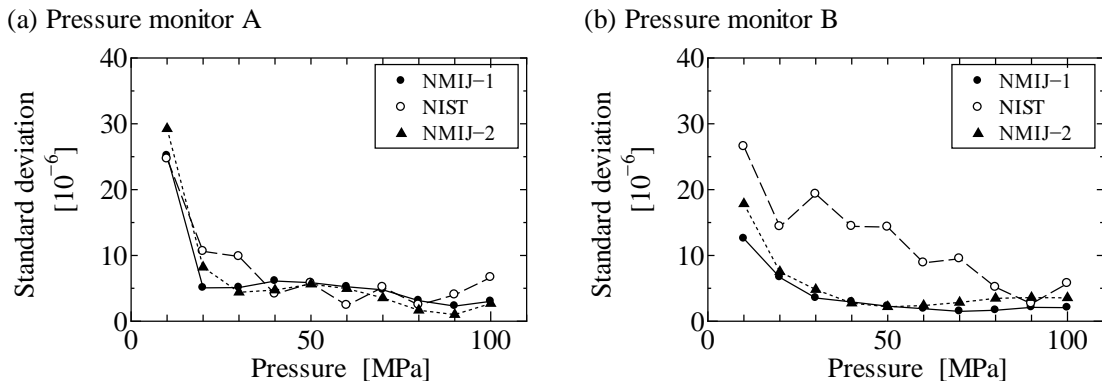 (a) Pressure monitor A
40
30
20
10
0
0
50
100
Standard deviation
[10⁻⁶]
Pressure [MPa]
NMIJ−1
NIST
NMIJ−2
(b) Pressure monitor B
40
30
20
10
0
0
50
100
Standard deviation
[10⁻⁶]
Pressure [MPa]
NMIJ−1
NIST
NMIJ−2